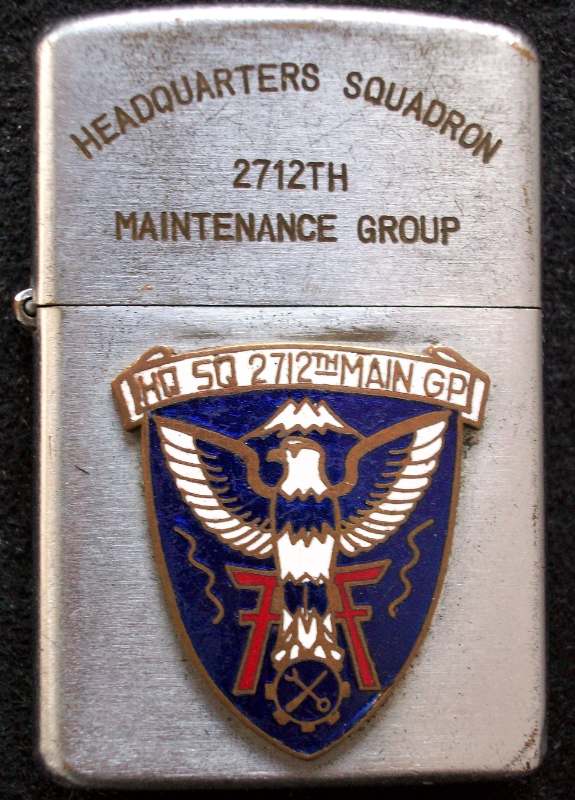 HEADQUARTERS SQUADRON
2712TH
MAINTENANCE GROUP
HQ SQ 2712TH MAIN GP